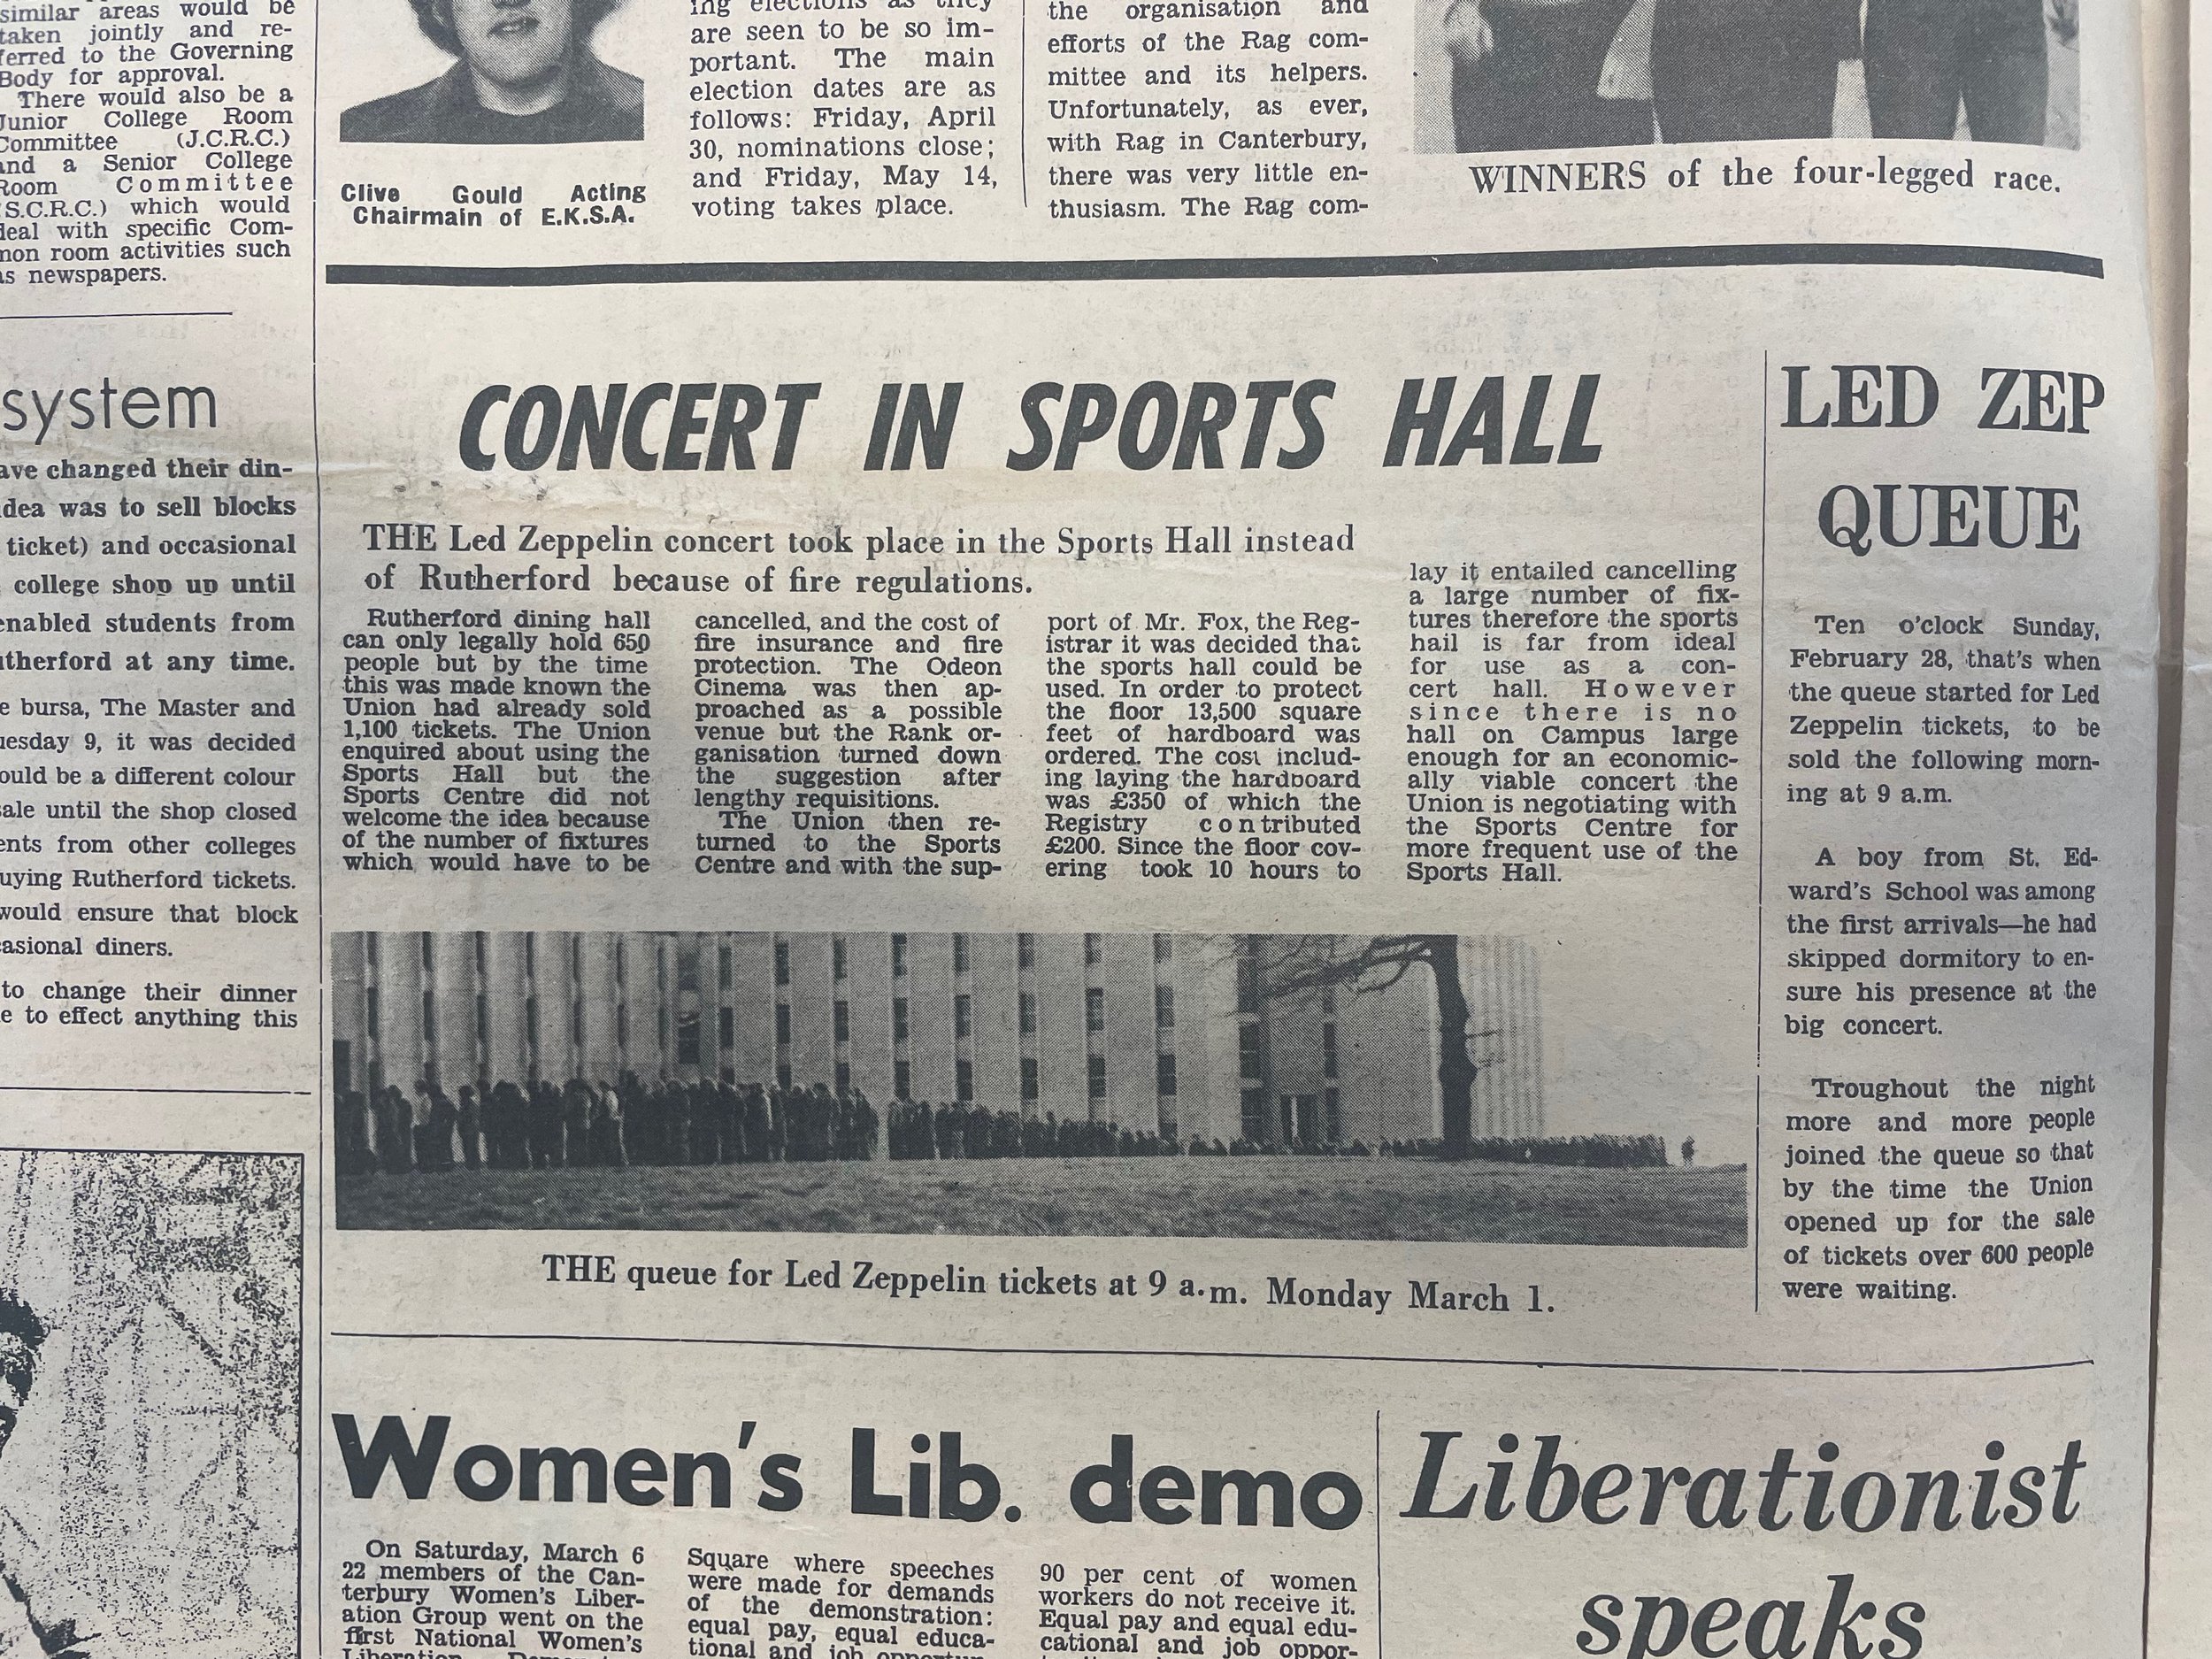 similar areas would be
taken jointly and re-
ferred to the Governing
Body for approval.
There would also be a
Junior College Room
Committee (J.C.R.C.)
and a Senior College
Room Committee
(S.C.R.C.) which would
deal with specific Com-
mon room activities such
as newspapers.
system
ave changed their din-
idea was to sell blocks
ticket) and occasional
college shop up until
enabled students from
utherford at any time.
e bursa, The Master and
uesday 9, it was decided
ould be a different colour
sale until the shop closed
ents from other colleges
uying Rutherford tickets.
would ensure that block
casional diners.
to change their dinner
e to effect anything this
Clive Gould Acting
Chairmain of E.K.S.A.
ing elections as they
are seen to be so im-
portant. The main
election dates are as
follows: Friday, April
30, nominations close;
and Friday, May 14,
voting takes place.
the organisation and
efforts of the Rag com-
mittee and its helpers.
Unfortunately, as ever,
with Rag in Canterbury,
there was very little en-
thusiasm. The Rag com-
WINNERS of the four-legged race.
CONCERT IN SPORTS HALL
THE Led Zeppelin concert took place in the Sports Hall instead
of Rutherford because of fire regulations.
Rutherford dining hall
can only legally hold 650
people but by the time
this was made known the
Union had already sold
1,100 tickets. The Union
enquired about using the
Sports Hall but the
Sports Centre did not
welcome the idea because
of the number of fixtures
which would have to be
cancelled, and the cost of
fire insurance and fire
protection. The Odeon
Cinema was then ap-
proached as a possible
venue but the Rank or-
ganisation turned down
the suggestion after
lengthy requisitions.
The Union then re-
turned to the Sports
Centre and with the sup-
port of Mr. Fox, the Reg-
istrar it was decided that
the sports hall could be
used. In order to protect
the floor 13,500 square
feet of hardboard was
ordered. The cost includ-
ing laying the hardboard
was £350 of which the
Registry contributed
£200. Since the floor cov-
ering took 10 hours to
lay it entailed cancelling
a large number of fix-
tures therefore the sports
hail is far from ideal
for use as a con-
cert hall. However
since there is no
hall on Campus large
enough for an economic-
ally viable concert the
Union is negotiating with
the Sports Centre for
more frequent use of the
Sports Hall.
THE queue for Led Zeppelin tickets at 9 a.m. Monday March 1.
LED ZEP
QUEUE
Ten o'clock Sunday,
February 28, that's when
the queue started for Led
Zeppelin tickets, to be
sold the following morn-
ing at 9 a.m.
A boy from St. Ed-
ward's School was among
the first arrivals—he had
skipped dormitory to en-
sure his presence at the
big concert.
Troughout the night
more and more people
joined the queue so that
by the time the Union
opened up for the sale
of tickets over 600 people
were waiting.
Women's Lib. demo
On Saturday, March 6
22 members of the Can-
terbury Women's Liber-
ation Group went on the
first National Women's
Liberation
Square where speeches
were made for demands
of the demonstration:
equal pay, equal educa-
tional and job
90 per cent of women
workers do not receive it.
Equal pay and equal edu-
cational and job oppor-
Liberationist
speaks